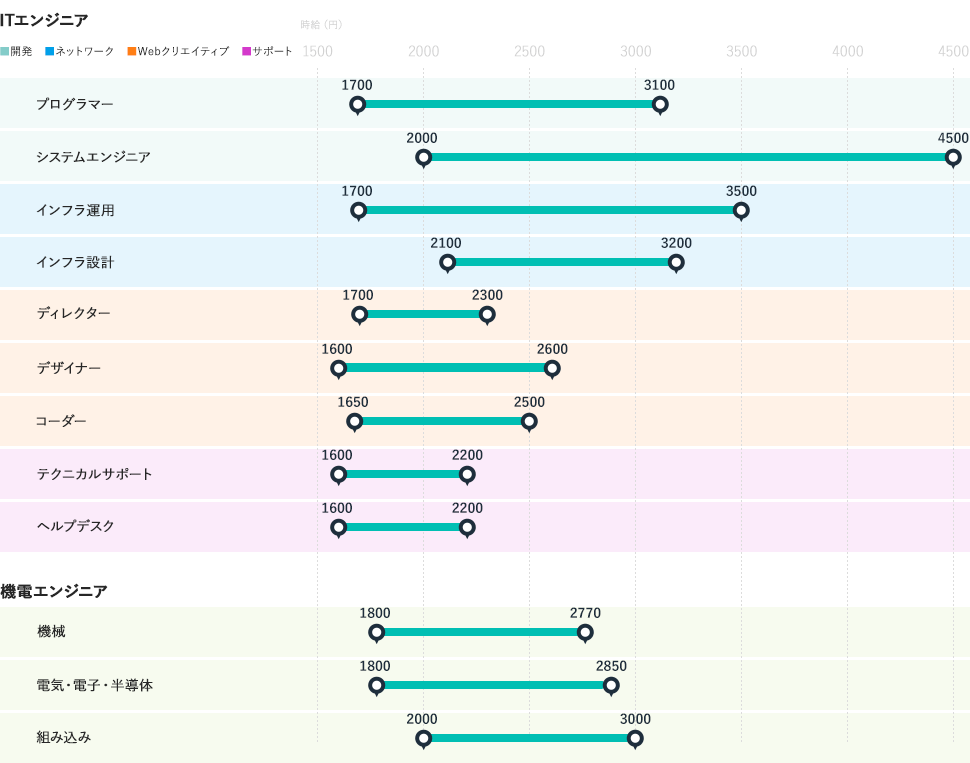 ITエンジニア
時給（円）
開発 ネットワーク Webクリエイティブ サポート
1500 2000 2500 3000 3500 4000 4500
プログラマー 1700 3100
システムエンジニア 2000 4500
インフラ運用 1700 3500
インフラ設計 2100 3200
ディレクター 1700 2300
デザイナー 1600 2600
コーダー 1650 2500
テクニカルサポート 1600 2200
ヘルプデスク 1600 2200
機電エンジニア
機械 1800 2770
電気・電子・半導体 1800 2850
組み込み 2000 3000